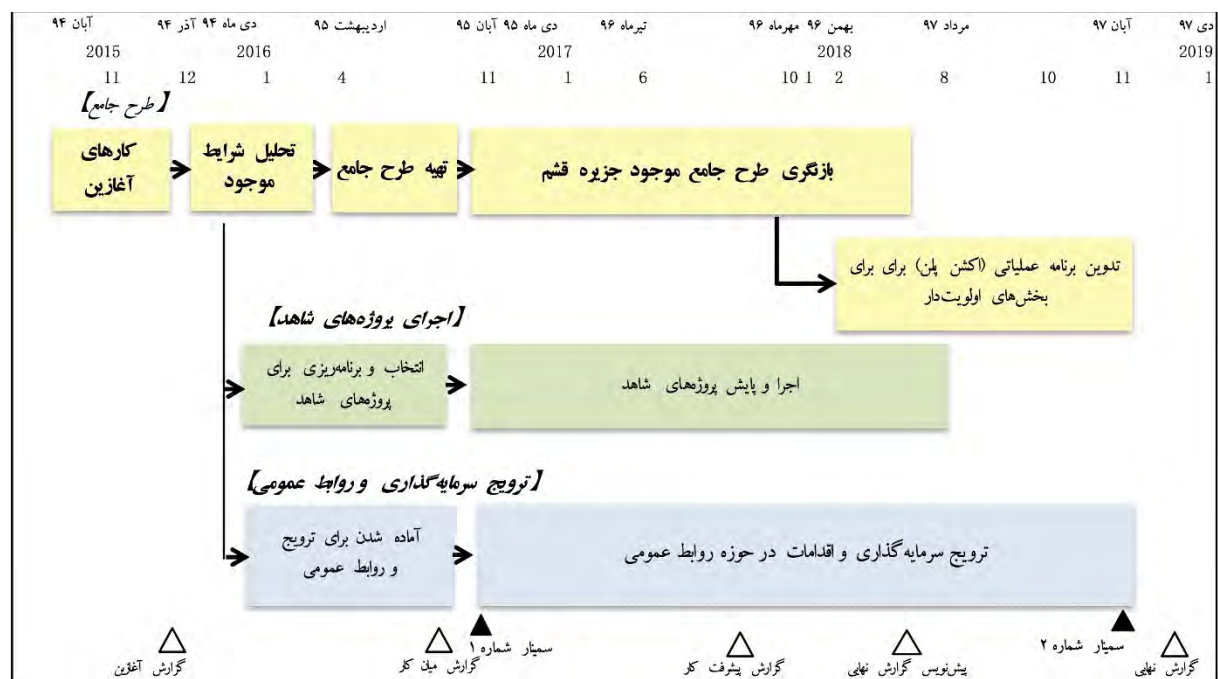 آبان ۹۴ آذر ۹۴ دی ماه ۹۴ اردیبهشت ۹۵ آبان ۹۵ دی ماه ۹۵ تیرماه ۹۶ مهرماه ۹۶ بهمن ۹۶ مرداد ۹۷ آبان ۹۷ دی ۹۷
2015 2016 2017 2018 2019
11 12 1 4 11 1 6 10 1 2 8 10 11 1
【طرح جامع】
کارهای
آغازین
تحلیل شرایط
موجود
تهیه طرح جامع
بازنگری طرح جامع موجود جزیره قشم
تدوین برنامه عملیاتی (اکشن پلن) برای برای
بخش‌های اولویت‌دار
【اجرای پروژه‌های شاهد】
انتخاب و برنامه‌ریزی برای
پروژه‌های شاهد
اجرا و پایش پروژه‌های شاهد
【ترویج سرمایه‌گذاری و روابط عمومی】
آماده شدن برای ترویج
و روابط عمومی
ترویج سرمایه‌گذاری و اقدامات در حوزه روابط عمومی
سمینار شماره ۱
سمینار شماره ۲
گزارش آغازین
گزارش میان کار
گزارش پیشرفت کار
پیش‌نویس گزارش نهایی
گزارش نهایی